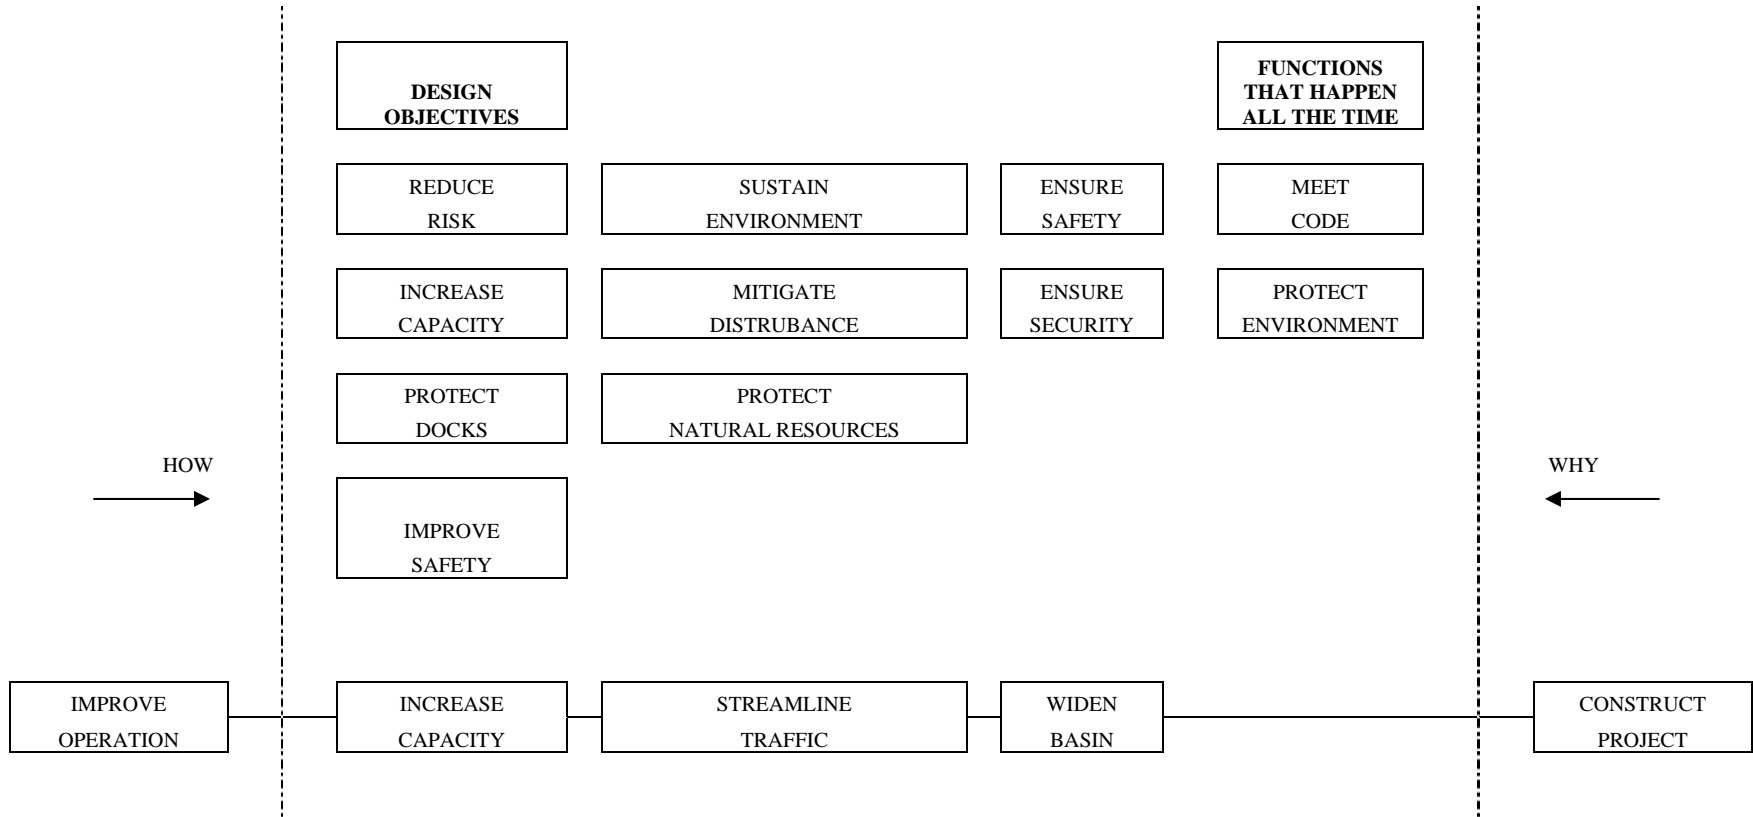 DESIGN
OBJECTIVES
FUNCTIONS
THAT HAPPEN
ALL THE TIME
REDUCE
RISK
SUSTAIN
ENVIRONMENT
ENSURE
SAFETY
MEET
CODE
INCREASE
CAPACITY
MITIGATE
DISTRUBANCE
ENSURE
SECURITY
PROTECT
ENVIRONMENT
PROTECT
DOCKS
PROTECT
NATURAL RESOURCES
HOW
WHY
IMPROVE
SAFETY
IMPROVE
OPERATION
INCREASE
CAPACITY
STREAMLINE
TRAFFIC
WIDEN
BASIN
CONSTRUCT
PROJECT